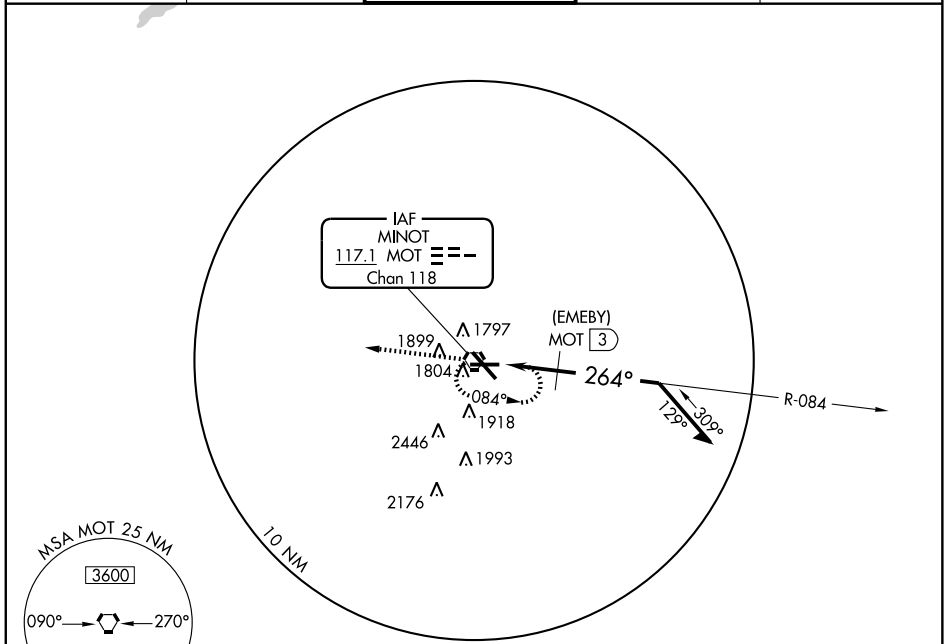 IAF
MINOT
117.1 MOT
Chan 118
1797
1899
1804
084°
1918
2446
1993
2176
(EMEBY)
MOT 3
264°
R-084
309°
129°
10 NM
MSA MOT 25 NM
3600
090°
270°